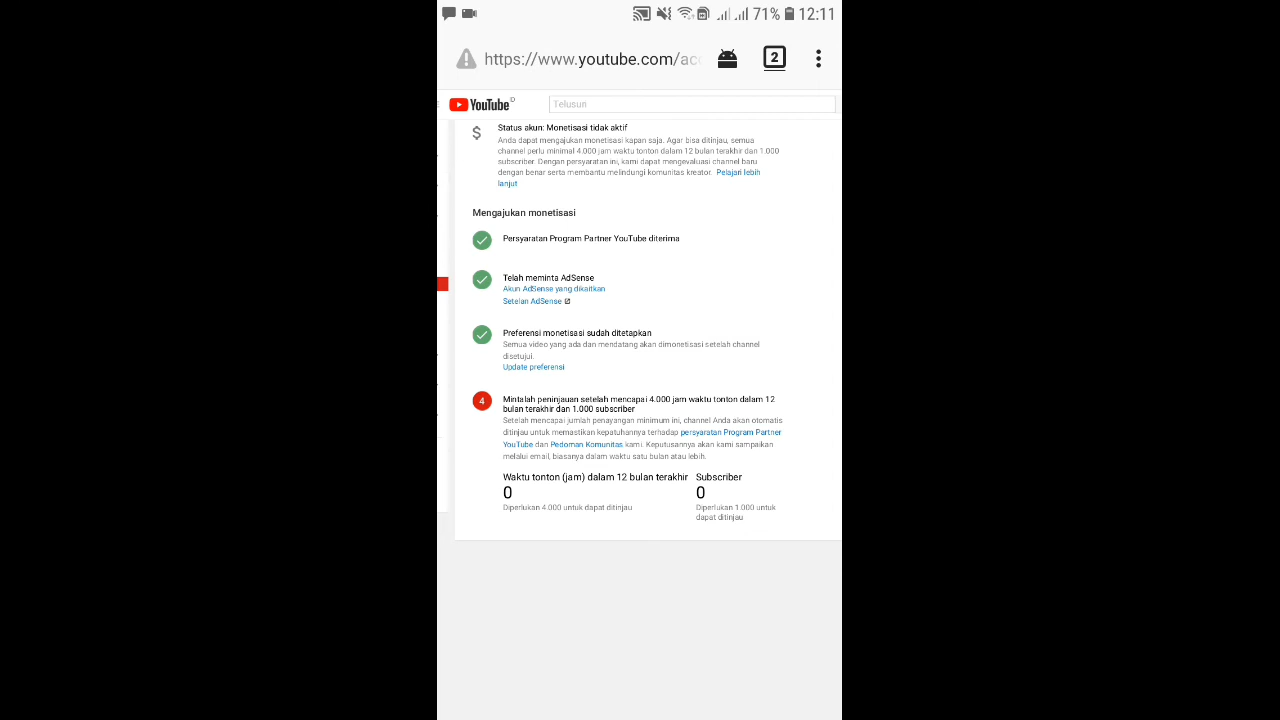 71% 12:11
https://www.youtube.com/acc
2
YouTube ID
Telusuri
Status akun: Monetisasi tidak aktif
Anda dapat mengajukan monetisasi kapan saja. Agar bisa ditinjau, semua
channel perlu minimal 4.000 jam waktu tonton dalam 12 bulan terakhir dan 1.000
subscriber. Dengan persyaratan ini, kami dapat mengevaluasi channel baru
dengan benar serta membantu melindungi komunitas kreator. Pelajari lebih
lanjut
Mengajukan monetisasi
Persyaratan Program Partner YouTube diterima
Telah meminta AdSense
Akun AdSense yang dikaitkan
Setelan AdSense
Preferensi monetisasi sudah ditetapkan
Semua video yang ada dan mendatang akan dimonetisasi setelah channel
disetujui.
Update preferensi
4
Mintalah peninjauan setelah mencapai 4.000 jam waktu tonton dalam 12
bulan terakhir dan 1.000 subscriber
Setelah mencapai jumlah penayangan minimum ini, channel Anda akan otomatis
ditinjau untuk memastikan kepatuhannya terhadap persyaratan Program Partner
YouTube dan Pedoman Komunitas kami. Keputusannya akan kami sampaikan
melalui email, biasanya dalam waktu satu bulan atau lebih.
Waktu tonton (jam) dalam 12 bulan terakhir Subscriber
0 0
Diperlukan 4.000 untuk dapat ditinjau Diperlukan 1.000 untuk
dapat ditinjau